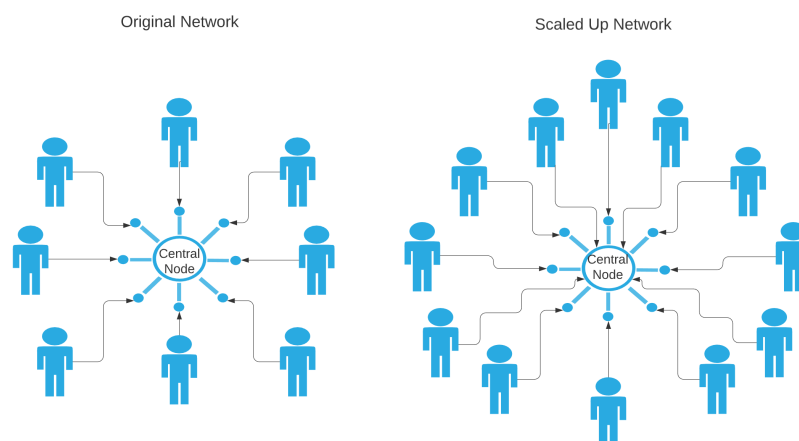 Original Network
Scaled Up Network
Central
Node
Central
Node